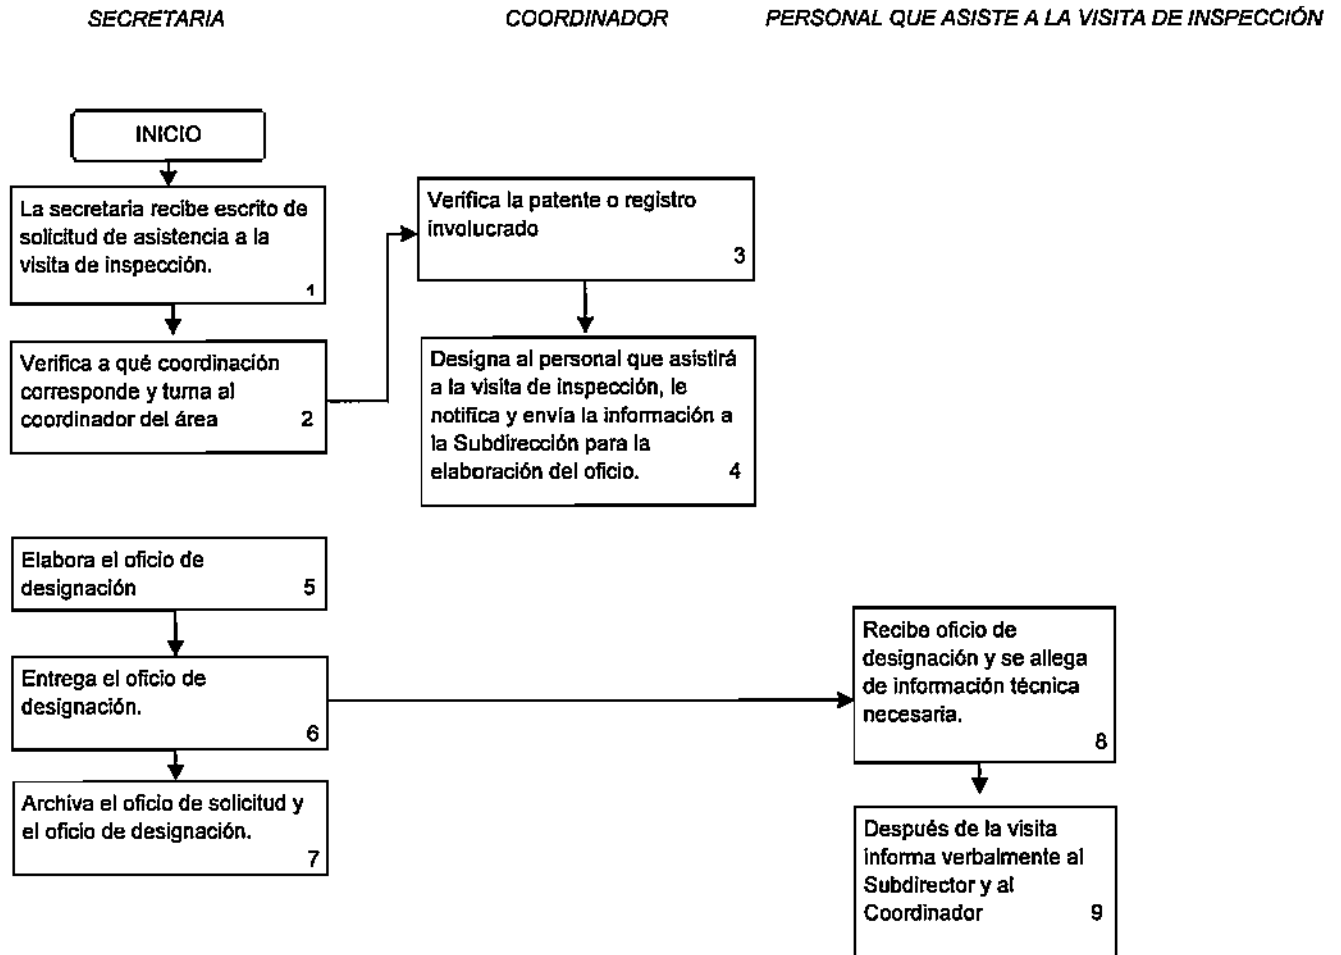 SECRETARIA
COORDINADOR
PERSONAL QUE ASISTE A LA VISITA DE INSPECCIÓN
INICIO
La secretaria recibe escrito de
solicitud de asistencia a la
visita de inspección.
1
Verifica a qué coordinación
corresponde y turna al
coordinador del área
2
Verifica la patente o registro
involucrado
3
Designa al personal que asistirá
a la visita de inspección, le
notifica y envía la información a
la Subdirección para la
elaboración del oficio.
4
Elabora el oficio de
designación
5
Entrega el oficio de
designación.
6
Archiva el oficio de solicitud y
el oficio de designación.
7
Recibe oficio de
designación y se allega
de información técnica
necesaria.
8
Después de la visita
informa verbalmente al
Subdirector y al
Coordinador
9